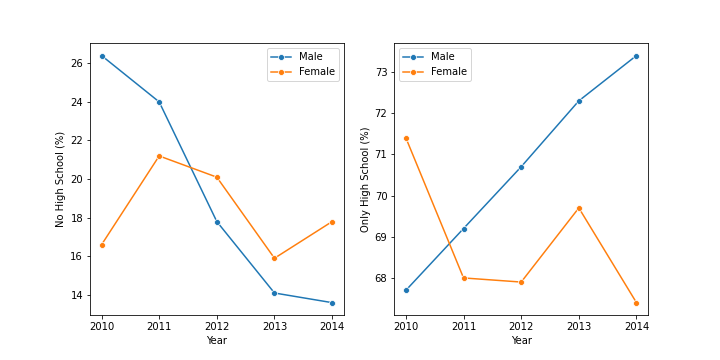 No High School (%)
26
24
22
20
18
16
14
2010 2011 2012 2013 2014
Year
Male
Female
Only High School (%)
73
72
71
70
69
68
2010 2011 2012 2013 2014
Year
Male
Female